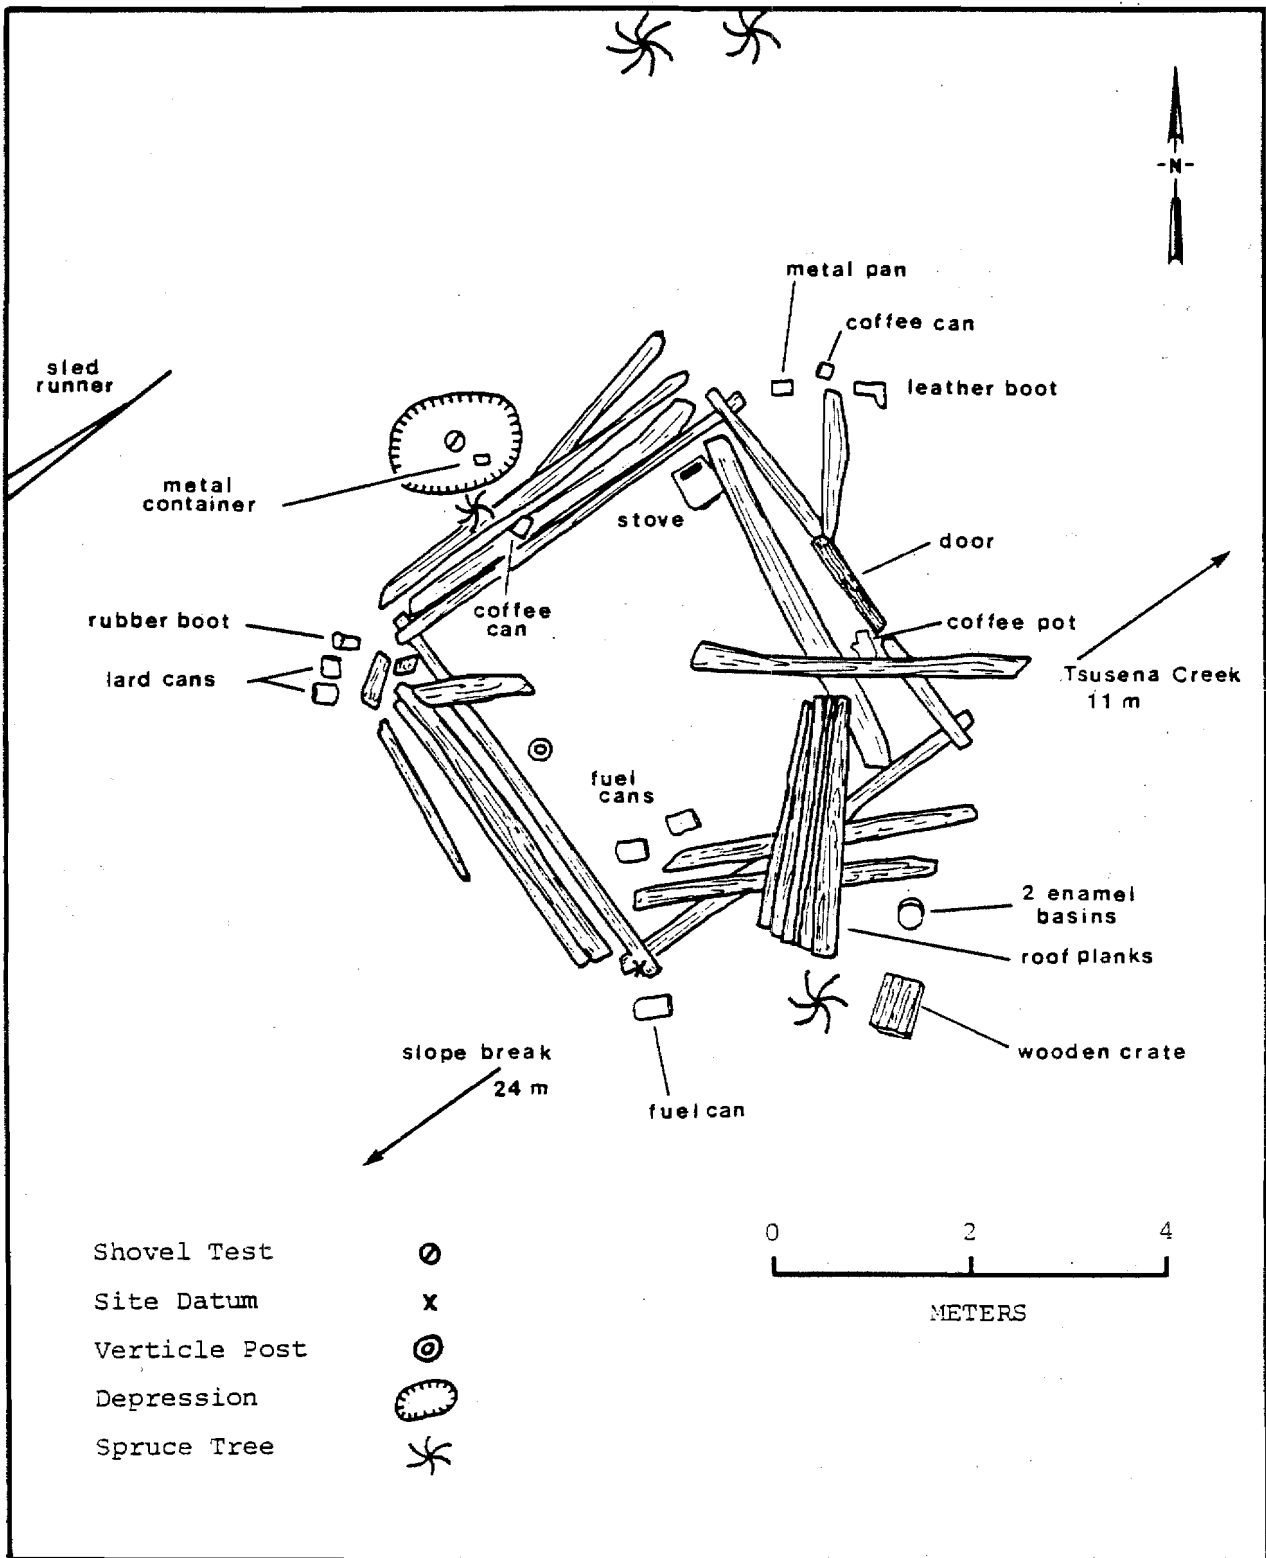 -N-
metal pan
coffee can
leather boot
sled
runner
metal
container
stove
door
coffee
can
rubber boot
coffee pot
lard cans
Tsusena Creek
11 m
fuel
cans
2 enamel
basins
roof planks
slope break
24 m
wooden crate
fuel can
Shovel Test
Site Datum
Verticle Post
Depression
Spruce Tree
0 2 4
METERS